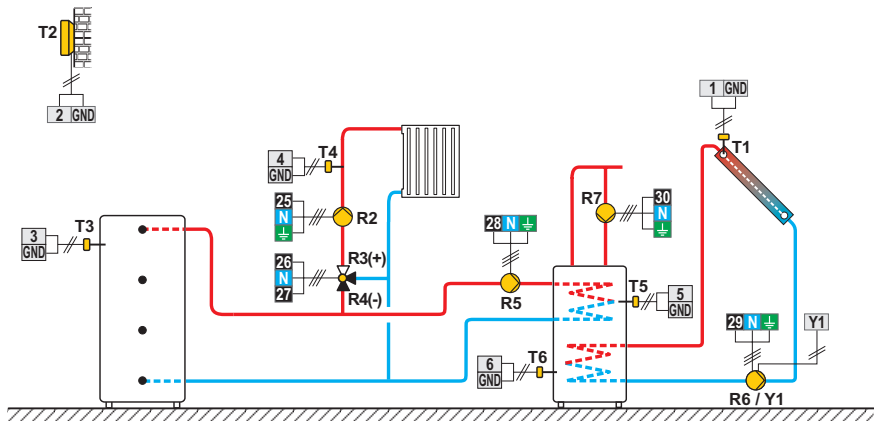 T2
2 GND
1 GND
T1
4
GND
T4
25
N
R2
3
GND
T3
26
N
27
R3(+)
R4(-)
28 N
R5
R7
30
N
T5
5
GND
6
GND
T6
29 N
Y1
R6 / Y1